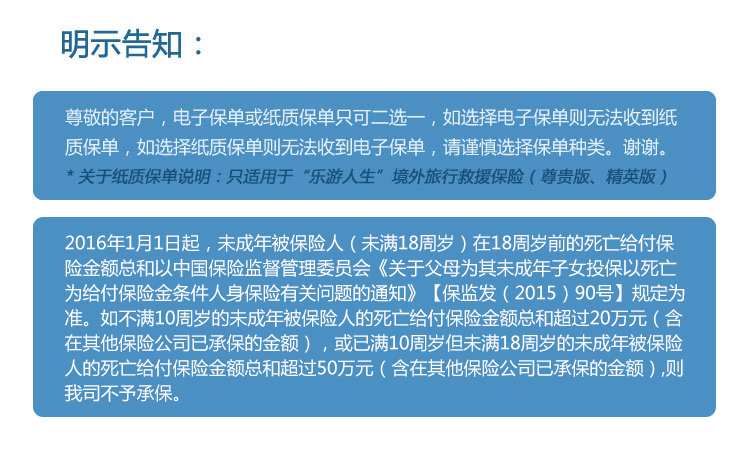 明示告知：
尊敬的客户，电子保单或纸质保单只可二选一，如选择电子保单则无法收到纸
质保单，如选择纸质保单则无法收到电子保单，请谨慎选择保单种类。谢谢。
* 关于纸质保单说明：只适用于“乐游人生”境外旅行救援保险（尊贵版、精英版）
2016年1月1日起，未成年被保险人（未满18周岁）在18周岁前的死亡给付保
险金额总和以中国保险监督管理委员会《关于父母为其未成年子女投保以死亡
为给付保险金条件人身保险有关问题的通知》【保监发（2015）90号】规定为
准。如不满10周岁的未成年被保险人的死亡给付保险金额总和超过20万元（含
在其他保险公司已承保的金额），或已满10周岁但未满18周岁的未成年被保险
人的死亡给付保险金额总和超过50万元（含在其他保险公司已承保的金额）,则
我司不予承保。